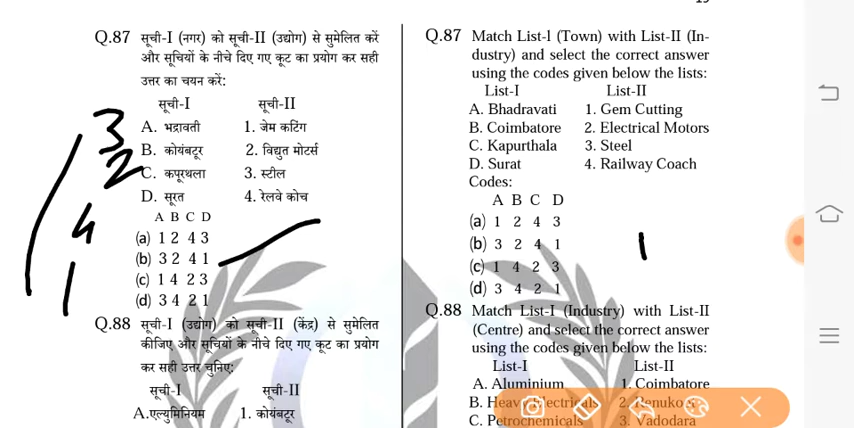 Q.87 सूची-I (नगर) को सूची-II (उद्योग) से सुमेलित करें
और सूचियों के नीचे दिए गए कूट का प्रयोग कर सही
उत्तर का चयन करें:
सूची-I सूची-II
A. भद्रावती 1. जेम कटिंग
B. कोयंबटूर 2. विद्युत मोटर्स
C. कपूरथला 3. स्टील
D. सूरत 4. रेलवे कोच
A B C D
(a) 1 2 4 3
(b) 3 2 4 1
(c) 1 4 2 3
(d) 3 4 2 1
3
2
4
1
Q.88 सूची-I (उद्योग) को सूची-II (केंद्र) से सुमेलित
कीजिए और सूचियों के नीचे दिए गए कूट का प्रयोग
कर सही उत्तर चुनिए:
सूची-I सूची-II
A.एल्युमिनियम 1. कोयंबटूर
Q.87 Match List-l (Town) with List-II (In-
dustry) and select the correct answer
using the codes given below the lists:
List-I List-II
A. Bhadravati 1. Gem Cutting
B. Coimbatore 2. Electrical Motors
C. Kapurthala 3. Steel
D. Surat 4. Railway Coach
Codes:
A B C D
(a) 1 2 4 3
(b) 3 2 4 1
(c) 1 4 2 3
(d) 3 4 2 1
1
Q.88 Match List-I (Industry) with List-II
(Centre) and select the correct answer
using the codes given below the lists:
List-I List-II
A. Aluminium 1. Coimbatore
B. Heavy Electricals 2.
C. Petrochemicals 3. Vadodara